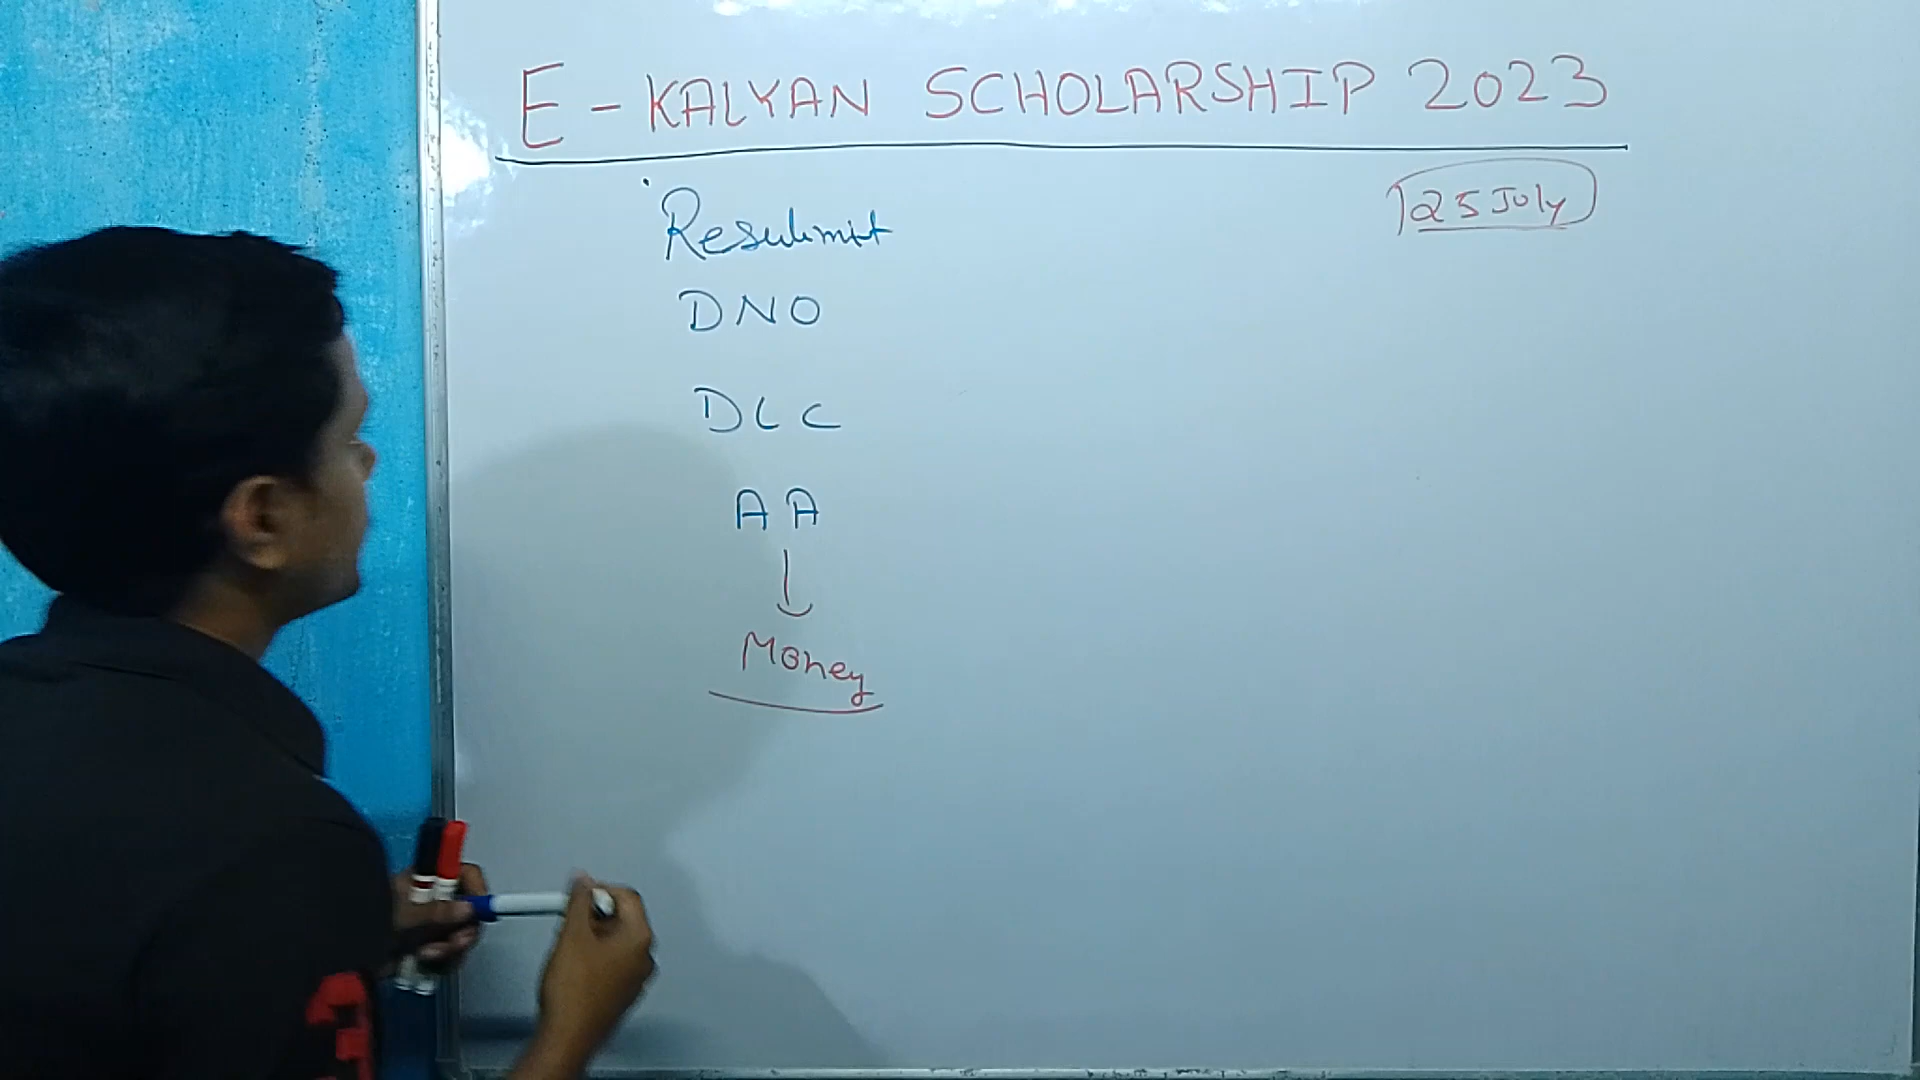 E - KALYAN SCHOLARSHIP 2023
25 July
Resubmit
DNO
DLC
AA
Money